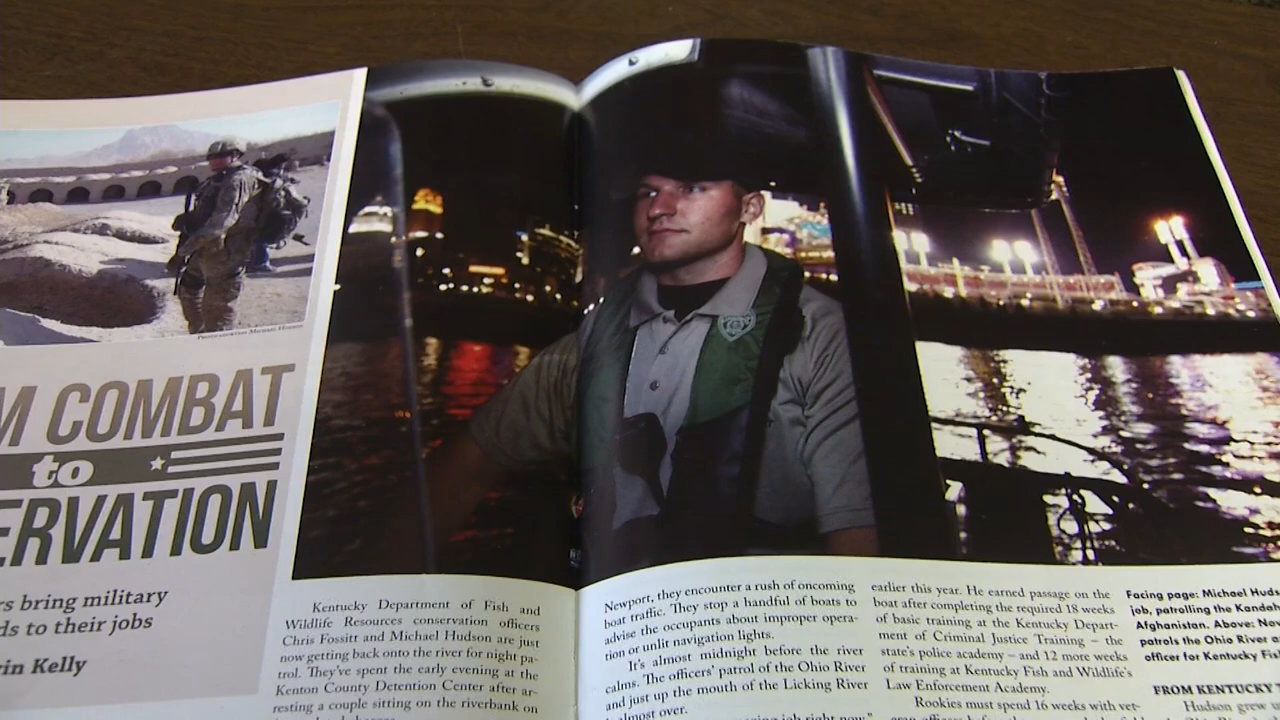 M COMBAT
to
ERVATION
rs bring military
ds to their jobs
in Kelly
Kentucky Department of Fish and
Wildlife Resources conservation officers
Chris Fossitt and Michael Hudson are just
now getting back onto the river for night pa-
trol. They've spent the early evening at the
Kenton County Detention Center after ar-
resting a couple sitting on the riverbank on
Newport, they encounter a rush of oncoming
boat traffic. They stop a handful of boats to
advise the occupants about improper opera-
tion or unlit navigation lights.
It's almost midnight before the river
calms. The officers' patrol of the Ohio River
and just up the mouth of the Licking River
is almost over.
job right now"
earlier this year. He earned passage on the
boat after completing the required 18 weeks
of basic training at the Kentucky Depart-
ment of Criminal Justice Training – the
state's police academy – and 12 more weeks
of training at Kentucky Fish and Wildlife's
Law Enforcement Academy.
Rookies must spend 16 weeks with vet-
Facing page: Michael Huds
job, patrolling the Kandah
Afghanistan. Above: Now
patrols the Ohio River
officer for Kentucky Fis
FROM KENTUCKY
Hudson grew u